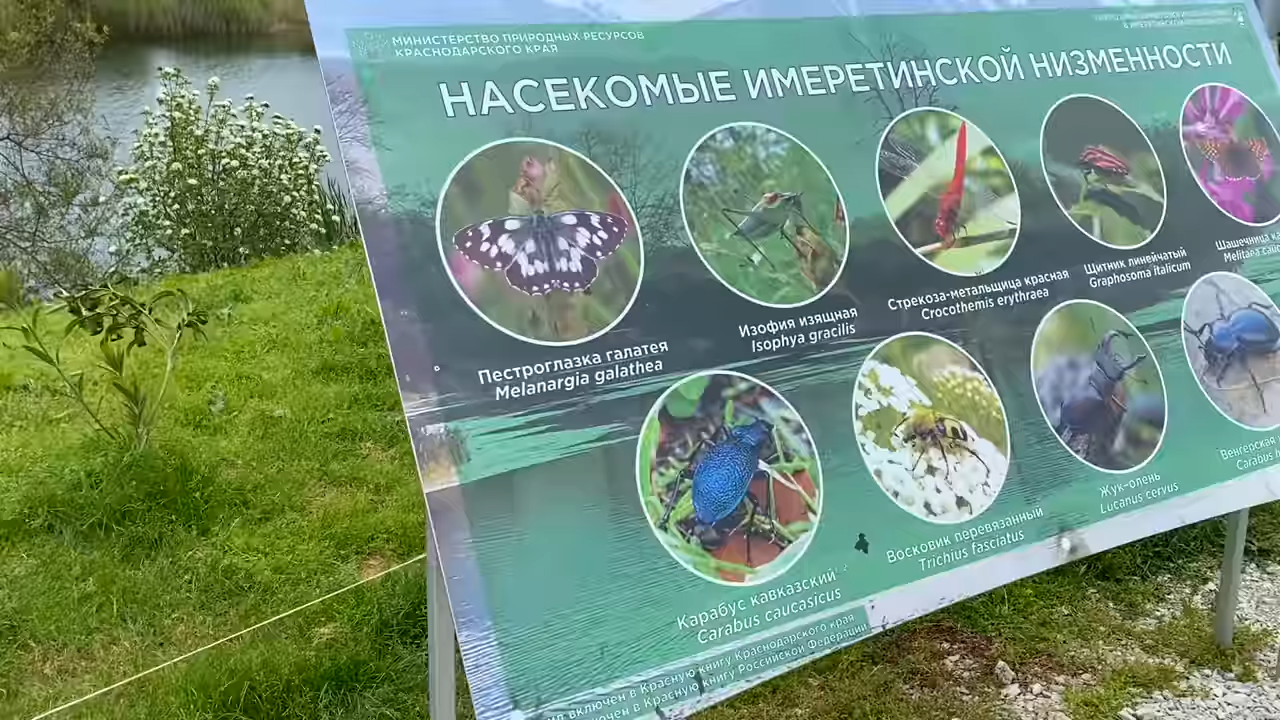 МИНИСТЕРСТВО ПРИРОДНЫХ РЕСУРСОВ
КРАСНОДАРСКОГО КРАЯ
НАСЕКОМЫЕ ИМЕРЕТИНСКОЙ НИЗМЕННОСТИ
Пестроглазка галатея
Melanargia galathea
Изофия изящная
Isophya gracilis
Стрекоза-метальщица красная
Crocothemis erythraea
Щитник линейчатый
Graphosoma italicum
Шашечница
Melitaea
Карабус кавказский
Carabus caucasicus
Восковик перевязанный
Trichius fasciatus
Жук-олень
Lucanus cervus
Венгерская
Carabus
включен в Красную книгу Краснодарского края
включен в Красную книгу Российской Федерации